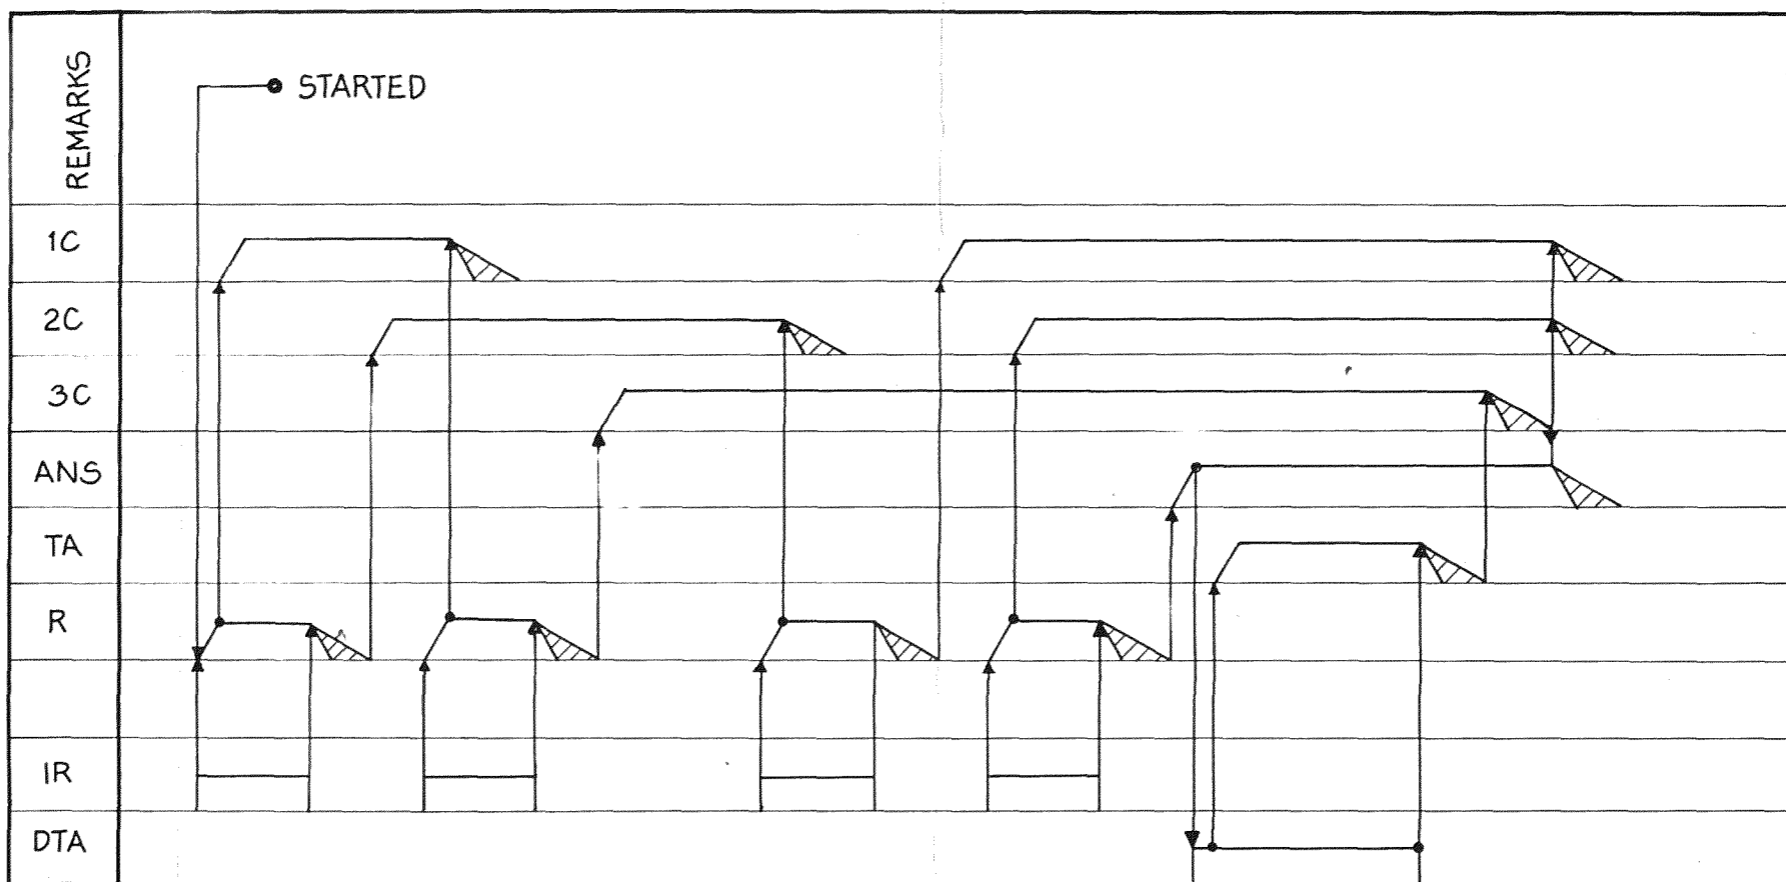 REMARKS
STARTED
1C
2C
3C
ANS
TA
R
IR
DTA